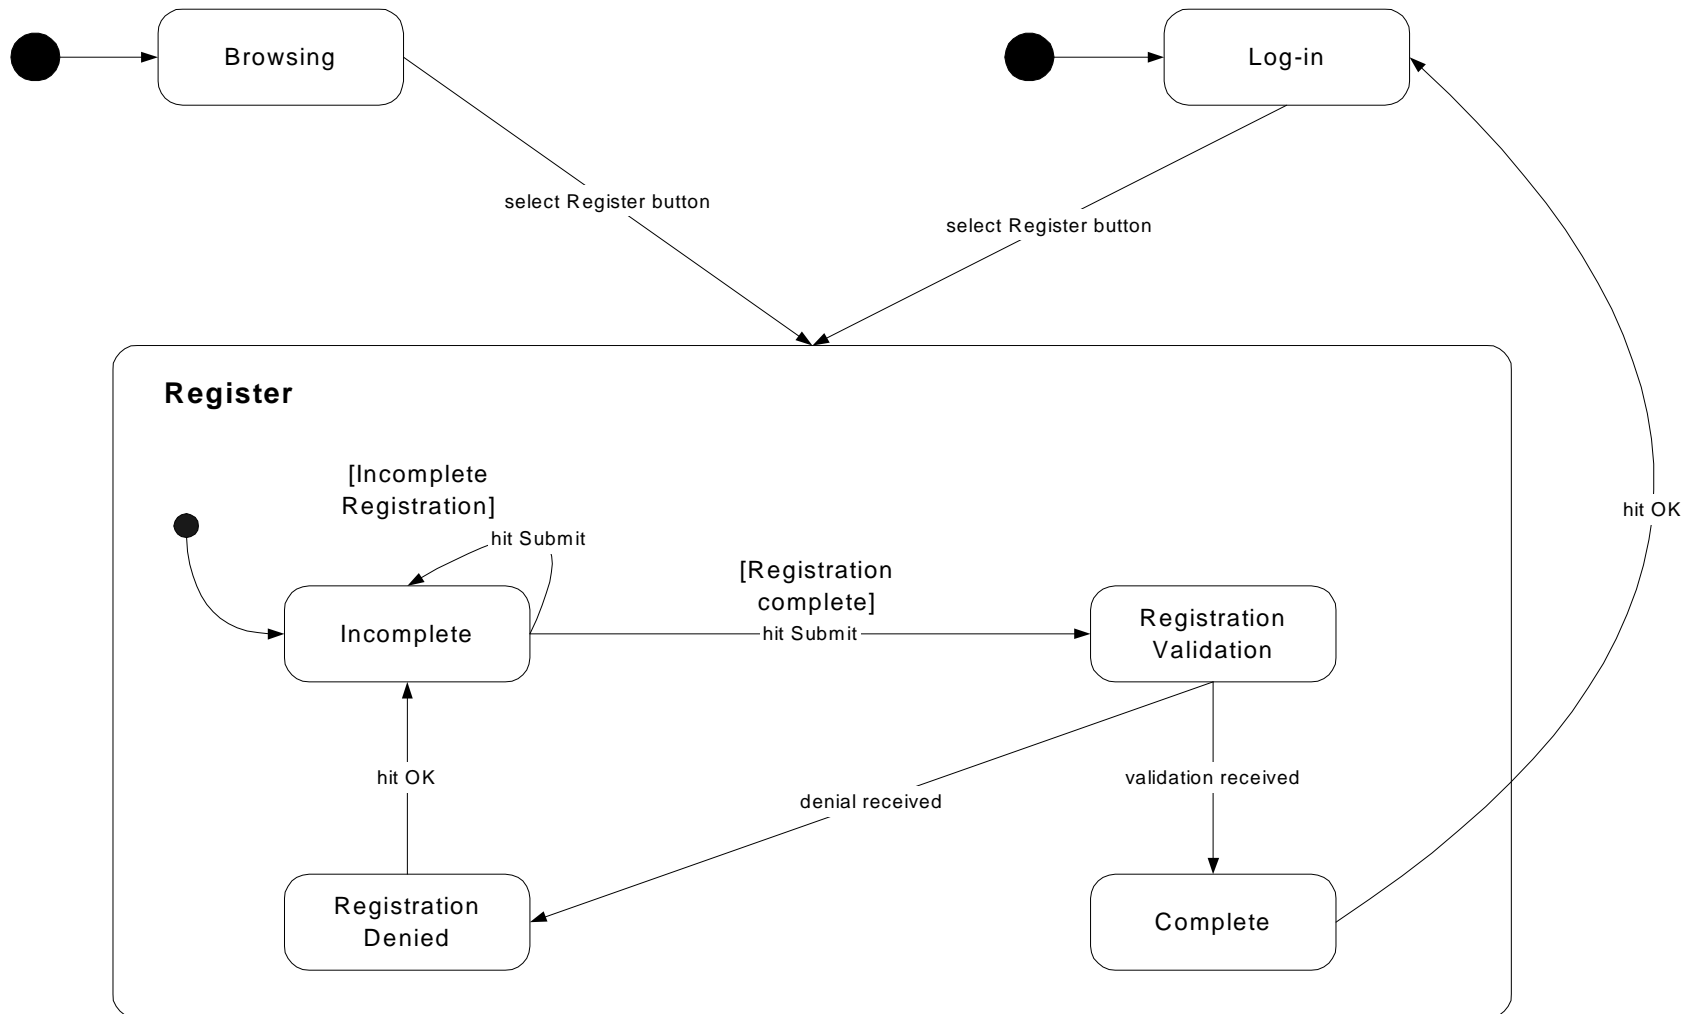 Browsing
Log-in
select Register button
select Register button
Register
[Incomplete
Registration]
hit Submit
hit OK
[Registration
complete]
hit Submit
Incomplete
Registration
Validation
hit OK
denial received
validation received
Registration
Denied
Complete